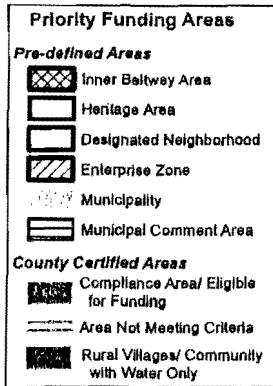 Priority Funding Areas
Pre-defined Areas
Inner Beltway Area
Heritage Area
Designated Neighborhood
Enterprise Zone
Municipality
Municipal Comment Area
County Certified Areas
Compliance Area/ Eligible
for Funding
Area Not Meeting Criteria
Rural Villages/ Community
with Water Only